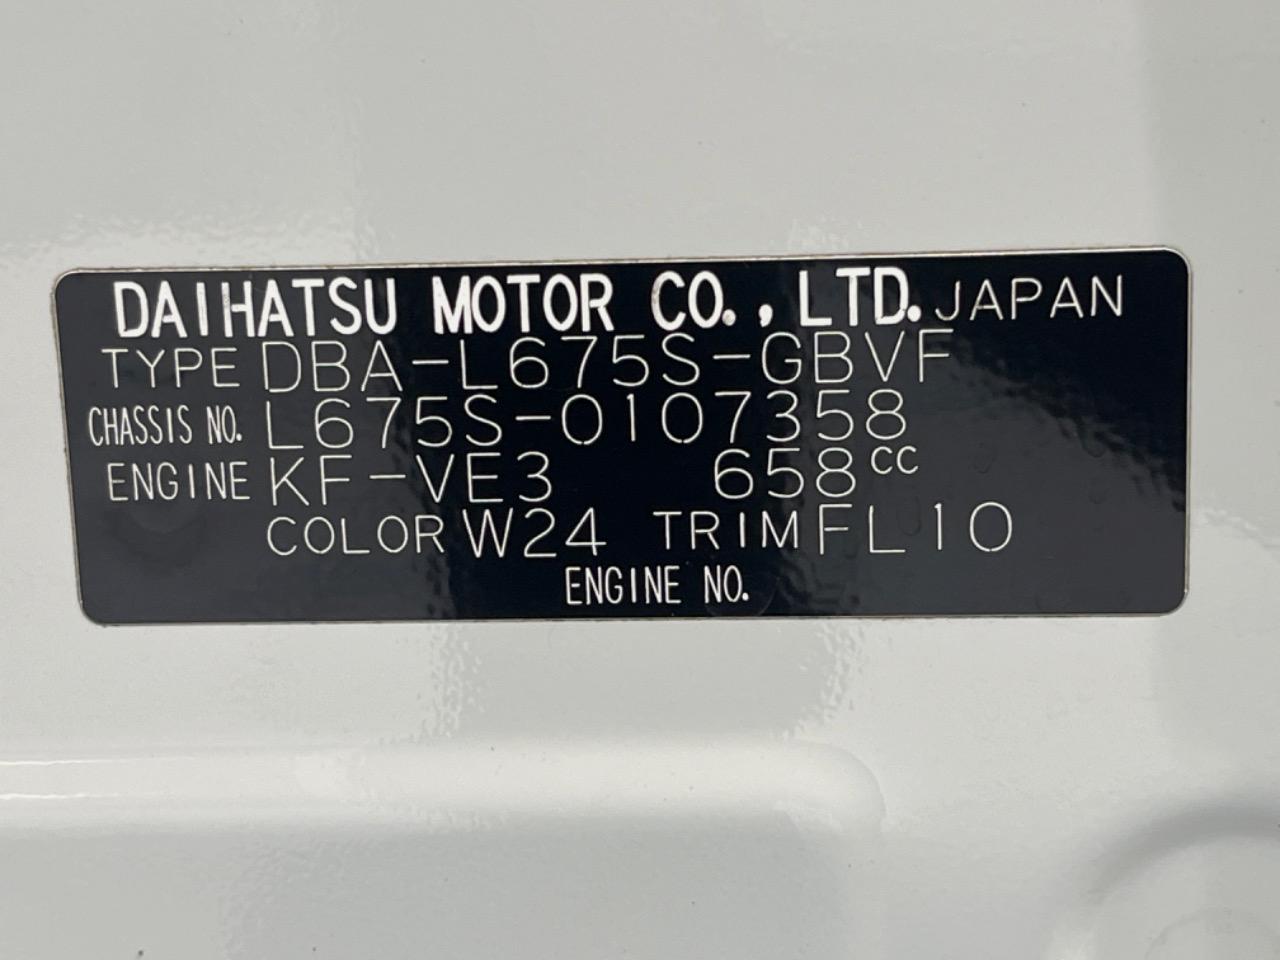 DAIHATSU MOTOR CO., LTD. JAPAN
TYPE DBA-L675S-GBVF
CHASSIS NO. L675S-0107358
ENGINE KF-VE3 658cc
COLOR W24 TRIM FL10
ENGINE NO.